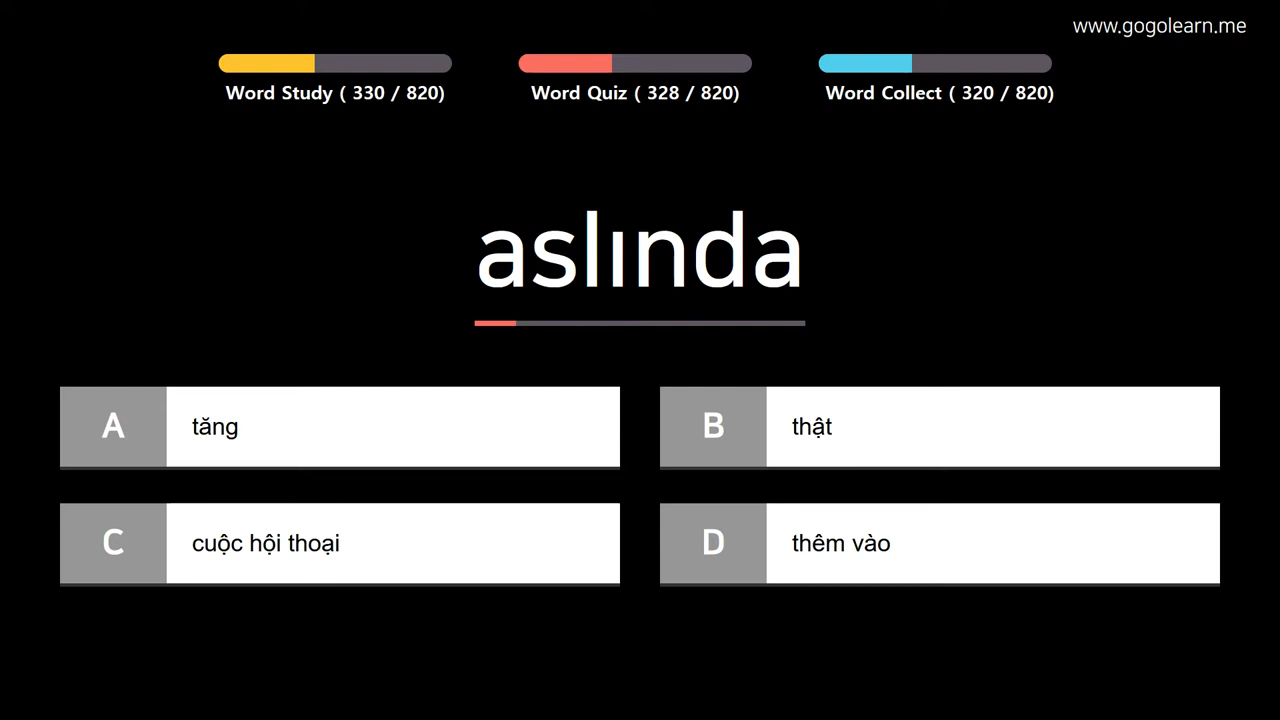 www.gogolearn.me
Word Study ( 330 / 820)
Word Quiz ( 328 / 820)
Word Collect ( 320 / 820)
aslında
A tăng
B thật
C cuộc hội thoại
D thêm vào